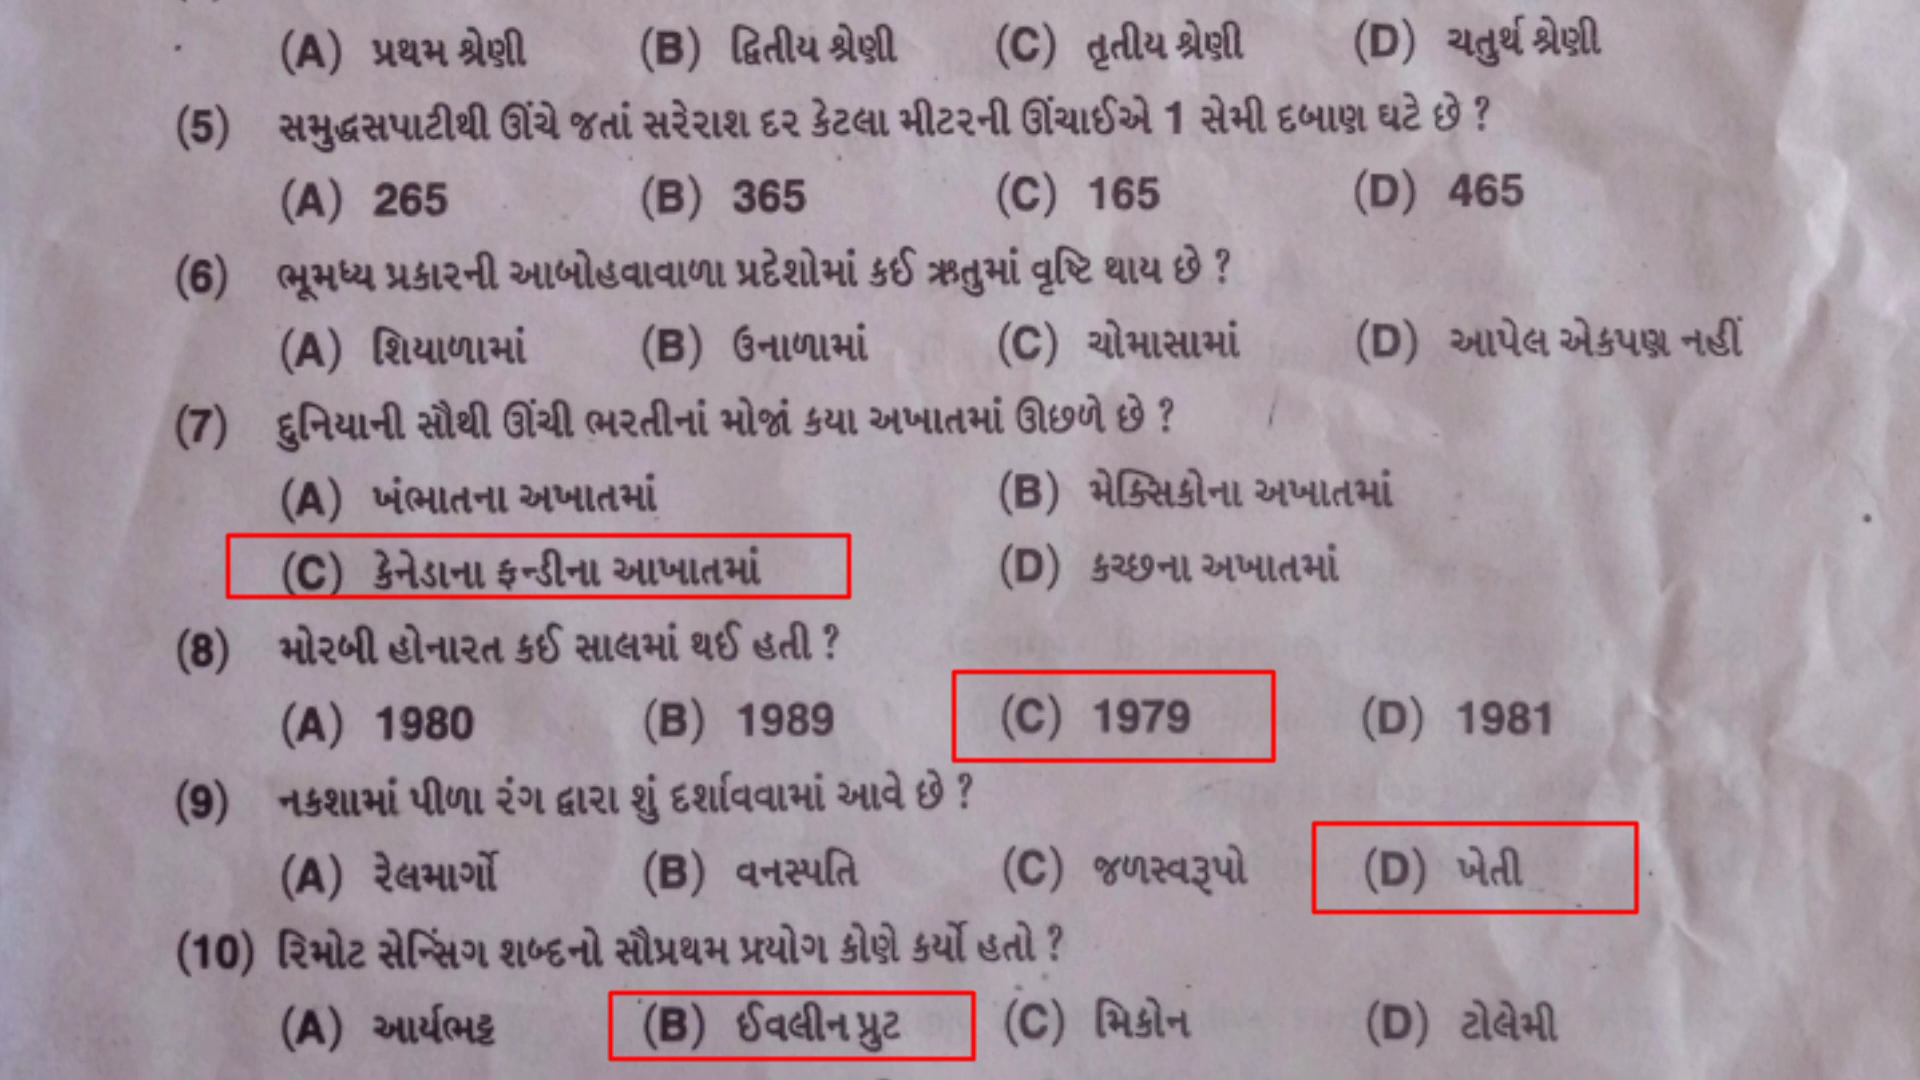 (A) પ્રથમ શ્રેણી (B) દ્વિતીય શ્રેણી (C) તૃતીય શ્રેણી (D) ચતુર્થ શ્રેણી
(5) સમુદ્રસપાટીથી ઊંચે જતાં સરેરાશ દર કેટલા મીટરની ઊંચાઈએ 1 સેમી દબાણ ઘટે છે ?
(A) 265 (B) 365 (C) 165 (D) 465
(6) ભૂમધ્ય પ્રકારની આબોહવાવાળા પ્રદેશોમાં કઈ ઋતુમાં વૃષ્ટિ થાય છે ?
(A) શિયાળામાં (B) ઉનાળામાં (C) ચોમાસામાં (D) આપેલ એકપણ નહીં
(7) દુનિયાની સૌથી ઊંચી ભરતીનાં મોજાં કયા અખાતમાં ઊછળે છે ?
(A) ખંભાતના અખાતમાં (B) મેક્સિકોના અખાતમાં
(C) કેનેડાના ફન્ડીના આખાતમાં (D) કચ્છના અખાતમાં
(8) મોરબી હોનારત કઈ સાલમાં થઈ હતી ?
(A) 1980 (B) 1989 (C) 1979 (D) 1981
(9) નકશામાં પીળા રંગ દ્વારા શું દર્શાવવામાં આવે છે ?
(A) રેલમાર્ગો (B) વનસ્પતિ (C) જળસ્વરૂપો (D) ખેતી
(10) રિમોટ સેન્સિંગ શબ્દનો સૌપ્રથમ પ્રયોગ કોણે કર્યો હતો ?
(A) આર્યભટ્ટ (B) ઈવલીન પ્રુટ (C) મિકોન (D) ટોલેમી